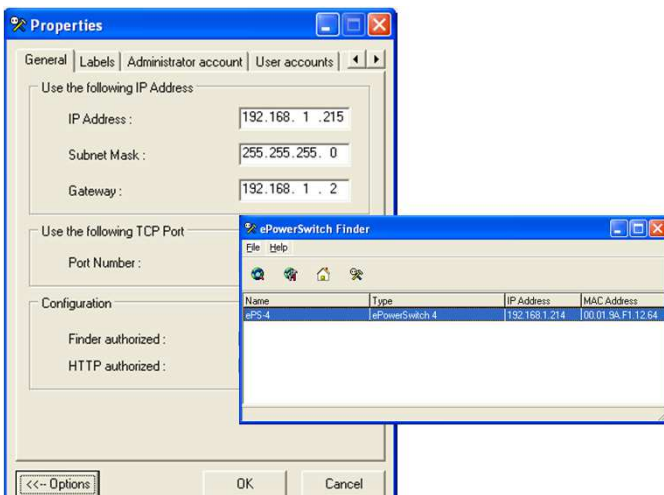 Properties
General Labels Administrator account User accounts
Use the following IP Address
IP Address : 192.168. 1 .215
Subnet Mask : 255.255.255. 0
Gateway : 192.168. 1 . 2
Use the following TCP Port
Port Number :
Configuration
Finder authorized :
HTTP authorized :
<<-- Options OK Cancel
ePowerSwitch Finder
File Help
Name Type IP Address MAC Address
ePS-4 ePowerSwitch 4 192.168.1.214 00.01.9A.F1.12.64